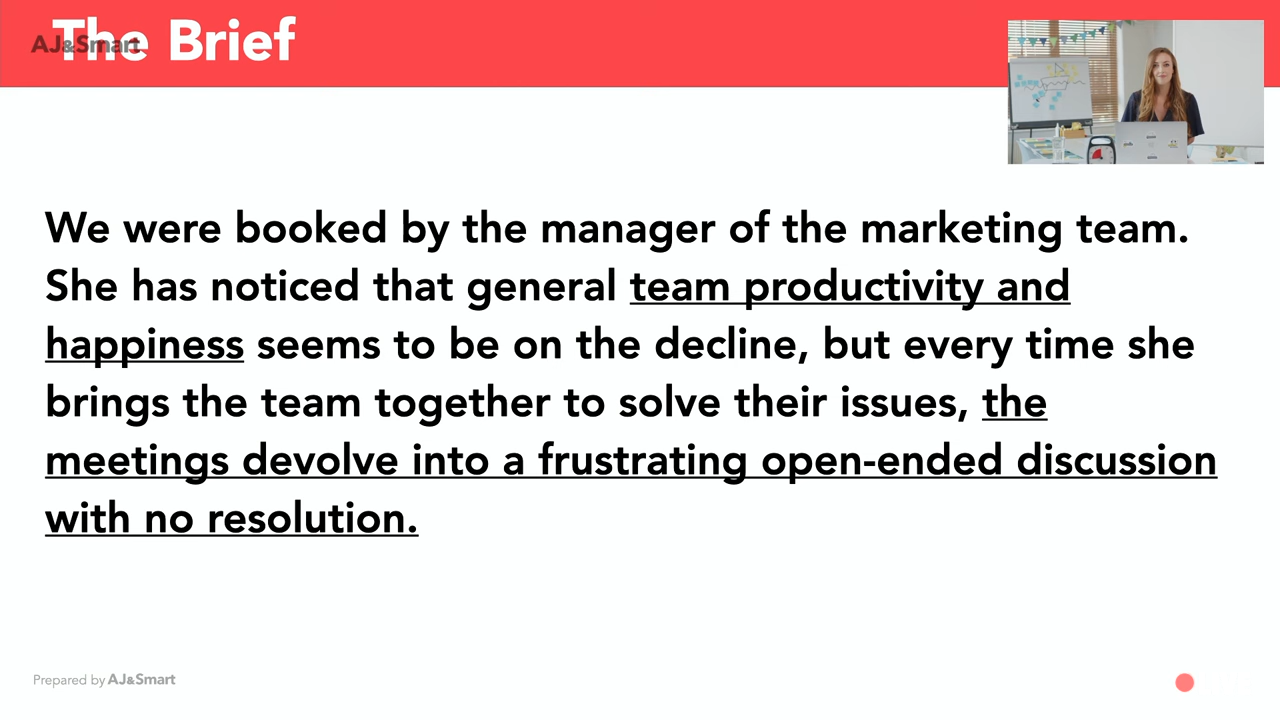 The Brief
AJ&Smart
We were booked by the manager of the marketing team.
She has noticed that general team productivity and
happiness seems to be on the decline, but every time she
brings the team together to solve their issues, the
meetings devolve into a frustrating open-ended discussion
with no resolution.
Prepared by AJ&Smart